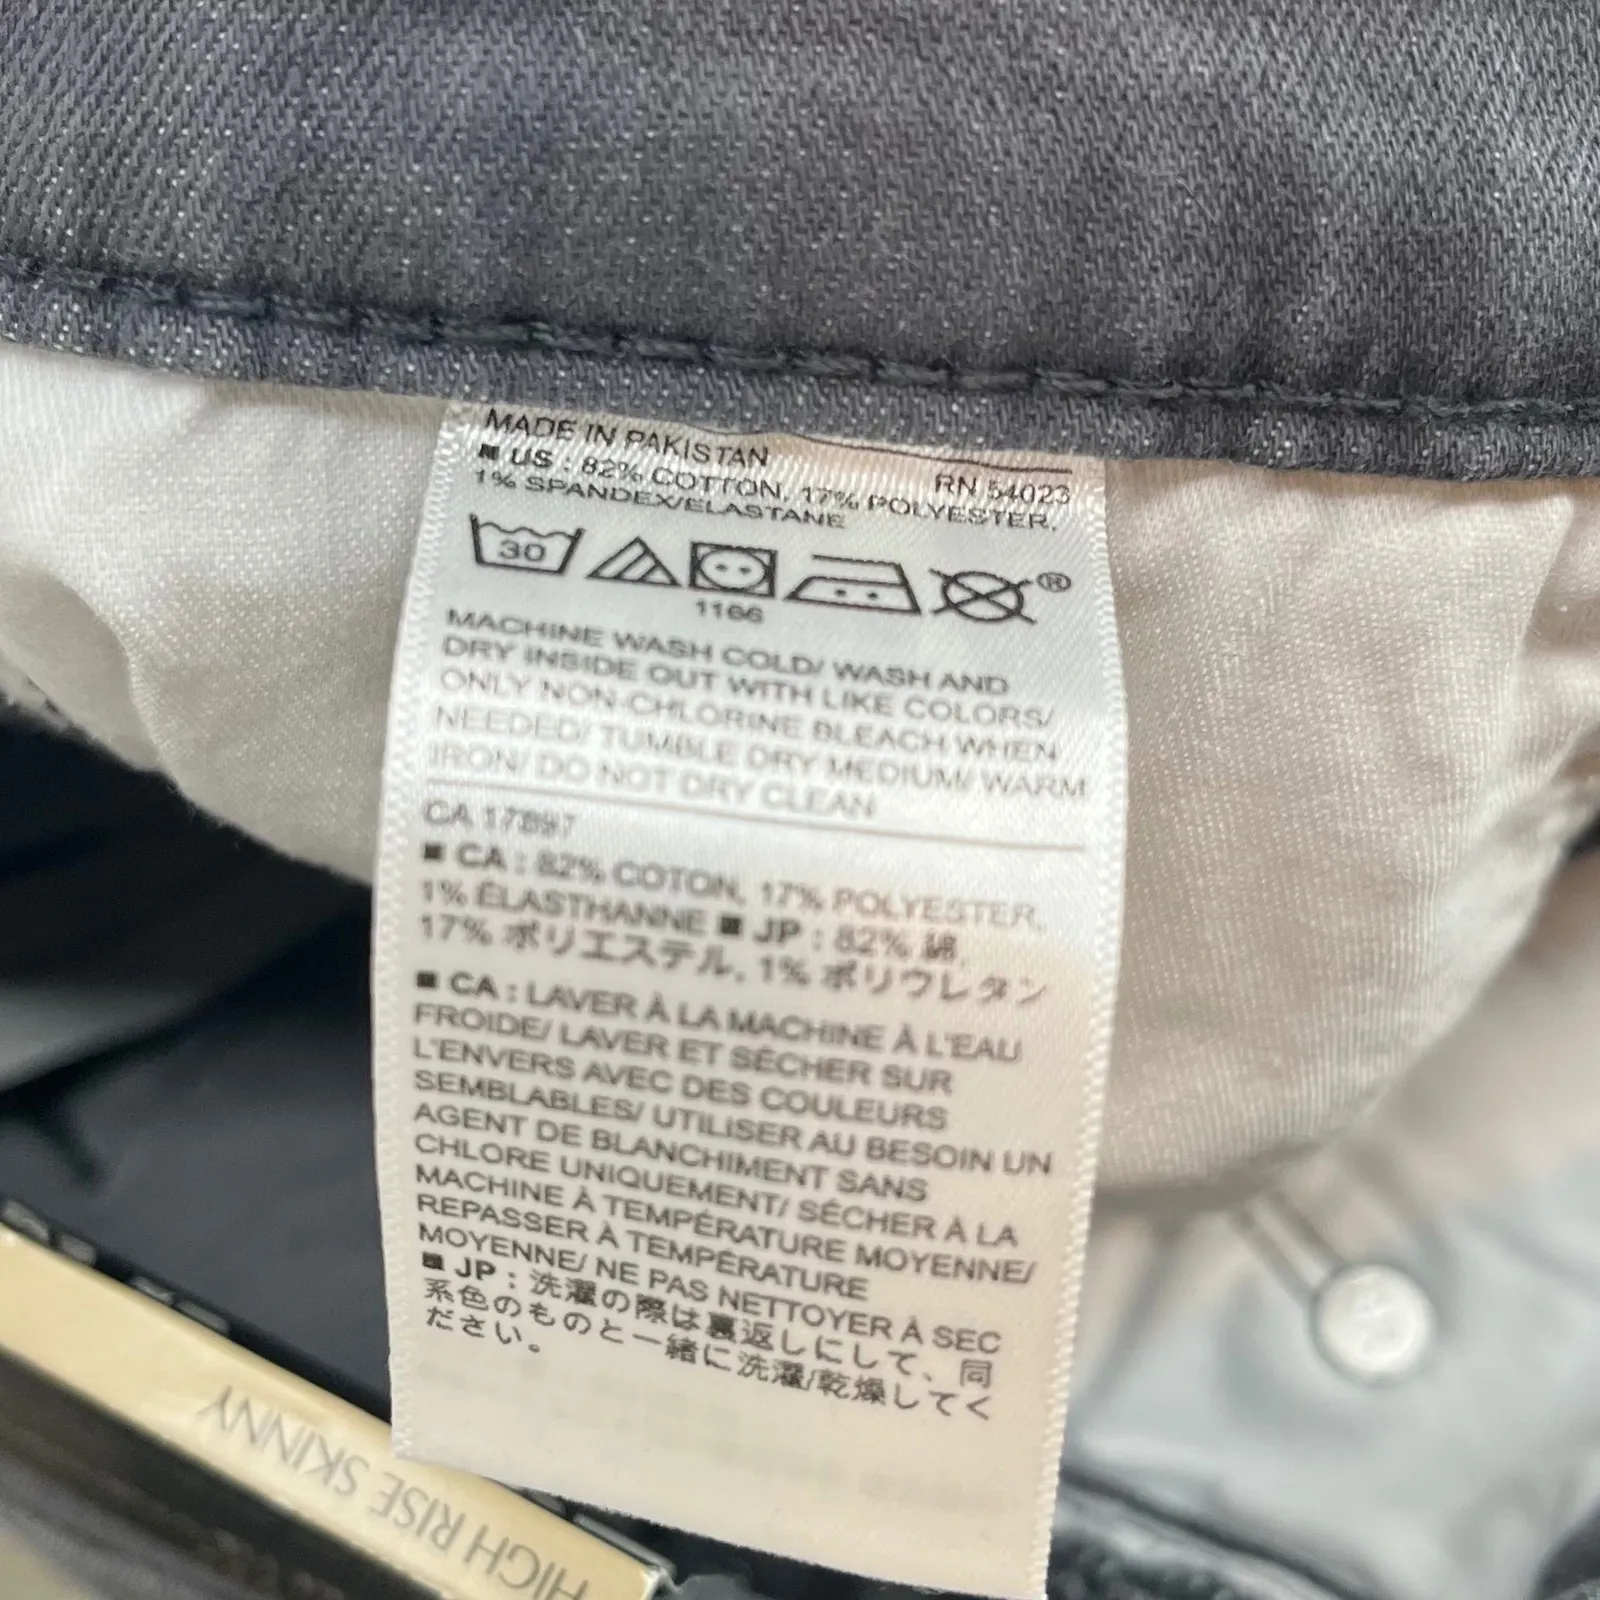 MADE IN PAKISTAN
RN 54023
■ US : 82% COTTON, 17% POLYESTER,
1% SPANDEX/ELASTANE
30
1166
®
MACHINE WASH COLD/ WASH AND
DRY INSIDE OUT WITH LIKE COLORS/
ONLY NON-CHLORINE BLEACH WHEN
NEEDED/ TUMBLE DRY MEDIUM/ WARM
IRON/ DO NOT DRY CLEAN
CA 17897
■ CA : 82% COTON, 17% POLYESTER,
1% ÉLASTHANNE ■ JP : 82% 綿,
17% ポリエステル, 1% ポリウレタン
■ CA : LAVER À LA MACHINE À L'EAU
FROIDE/ LAVER ET SÉCHER SUR
L'ENVERS AVEC DES COULEURS
SEMBLABLES/ UTILISER AU BESOIN UN
AGENT DE BLANCHIMENT SANS
CHLORE UNIQUEMENT/ SÉCHER À LA
MACHINE À TEMPÉRATURE MOYENNE/
REPASSER À TEMPÉRATURE
MOYENNE/ NE PAS NETTOYER À SEC
■ JP : 洗濯の際は裏返しにして、同
系色のものと一緒に洗濯/乾燥してく
ださい。
HIGH RISE SKINNY